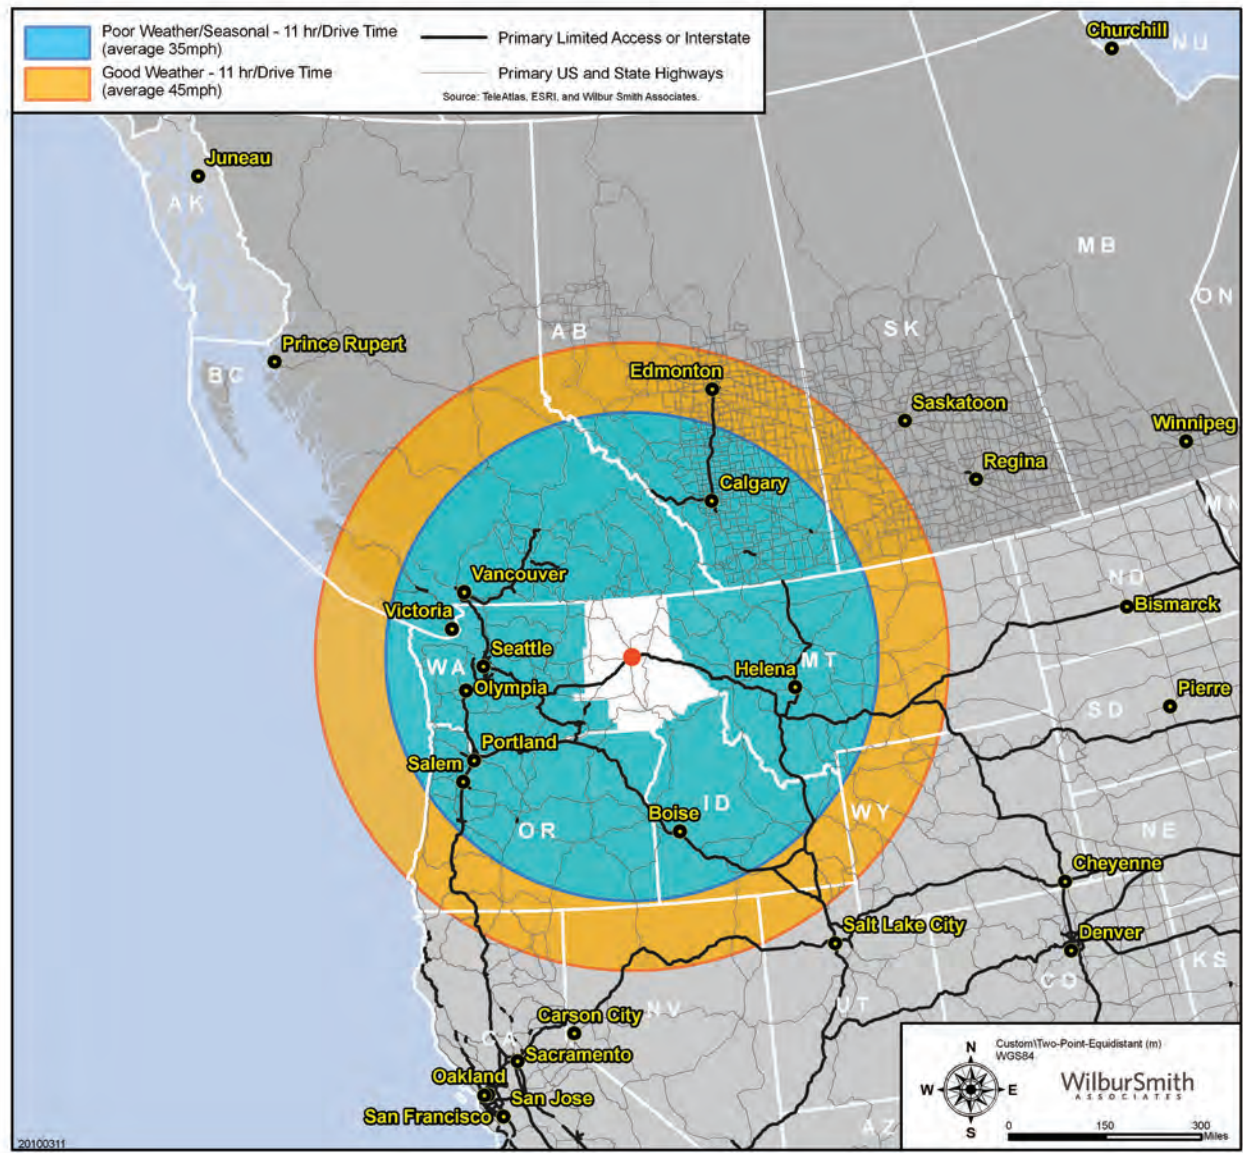 Poor Weather/Seasonal - 11 hr/Drive Time
(average 35mph)
Good Weather - 11 hr/Drive Time
(average 45mph)
Primary Limited Access or Interstate
Primary US and State Highways
Source: TeleAtlas, ESRI, and Wilbur Smith Associates.
Churchill
NU
Juneau
AK
MB
ON
Prince Rupert
BC
AB
SK
Edmonton
Saskatoon
Winnipeg
Regina
Calgary
MN
Vancouver
ND
Bismarck
Victoria
Seattle
WA
Helena
MT
Olympia
Pierre
SD
Portland
Salem
ID
WY
Boise
OR
NE
Cheyenne
Salt Lake City
Denver
KS
CO
NV
UT
Carson City
CA
Sacramento
Oakland
San Jose
San Francisco
AZ
N
W
E
S
Custom\Two-Point-Equidistant (m)
WGS84
WilburSmith
ASSOCIATES
0 150 300
Miles
20100311